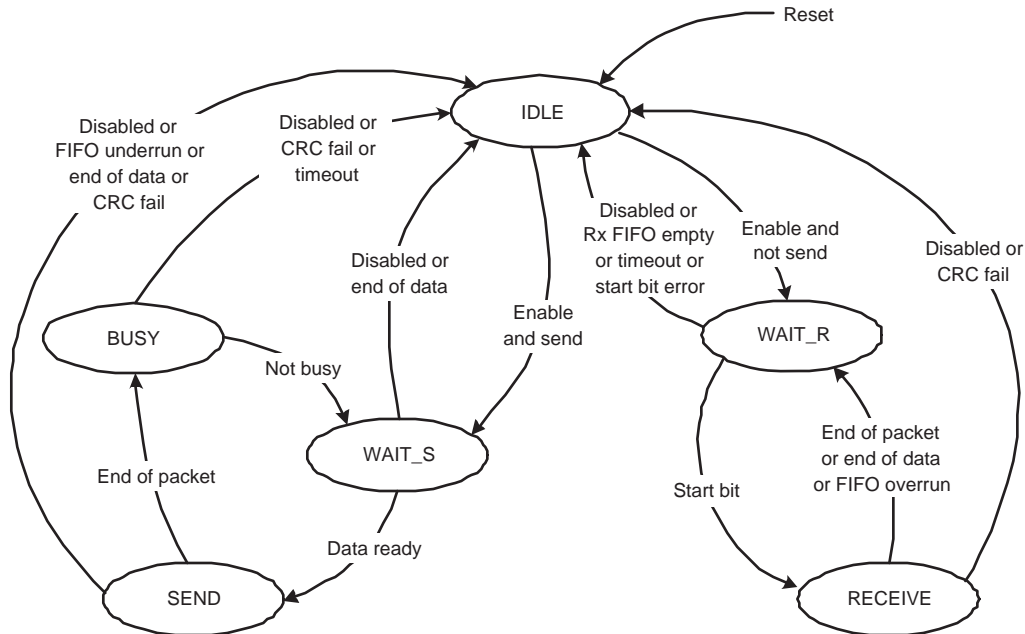 Reset
IDLE
Disabled or
FIFO underrun or
end of data or
CRC fail
Disabled or
CRC fail or
timeout
Disabled or
end of data
Enable
and send
Disabled or
Rx FIFO empty
or timeout or
start bit error
Enable and
not send
Disabled or
CRC fail
BUSY
Not busy
WAIT_S
WAIT_R
End of packet
Data ready
Start bit
End of packet
or end of data
or FIFO overrun
SEND
RECEIVE